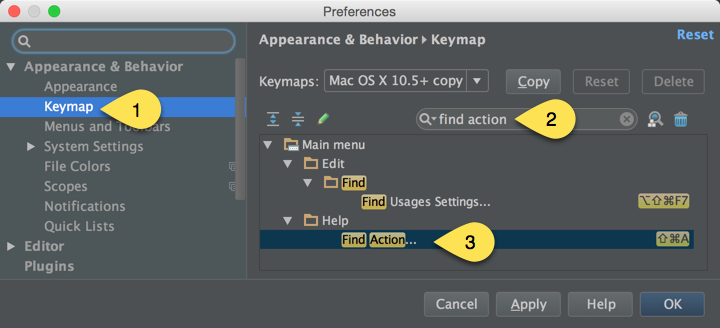 Preferences
Appearance & Behavior
Appearance
Keymap
1
Menus and Toolbars
System Settings
File Colors
Scopes
Notifications
Quick Lists
Editor
Plugins
Appearance & Behavior › Keymap
Reset
Keymaps: Mac OS X 10.5+ copy
Copy
Reset
Delete
find action
2
Main menu
Edit
Find
Find Usages Settings... ⌥⇧⌘F7
Help
Find Action... ⇧⌘A
3
Cancel
Apply
Help
OK